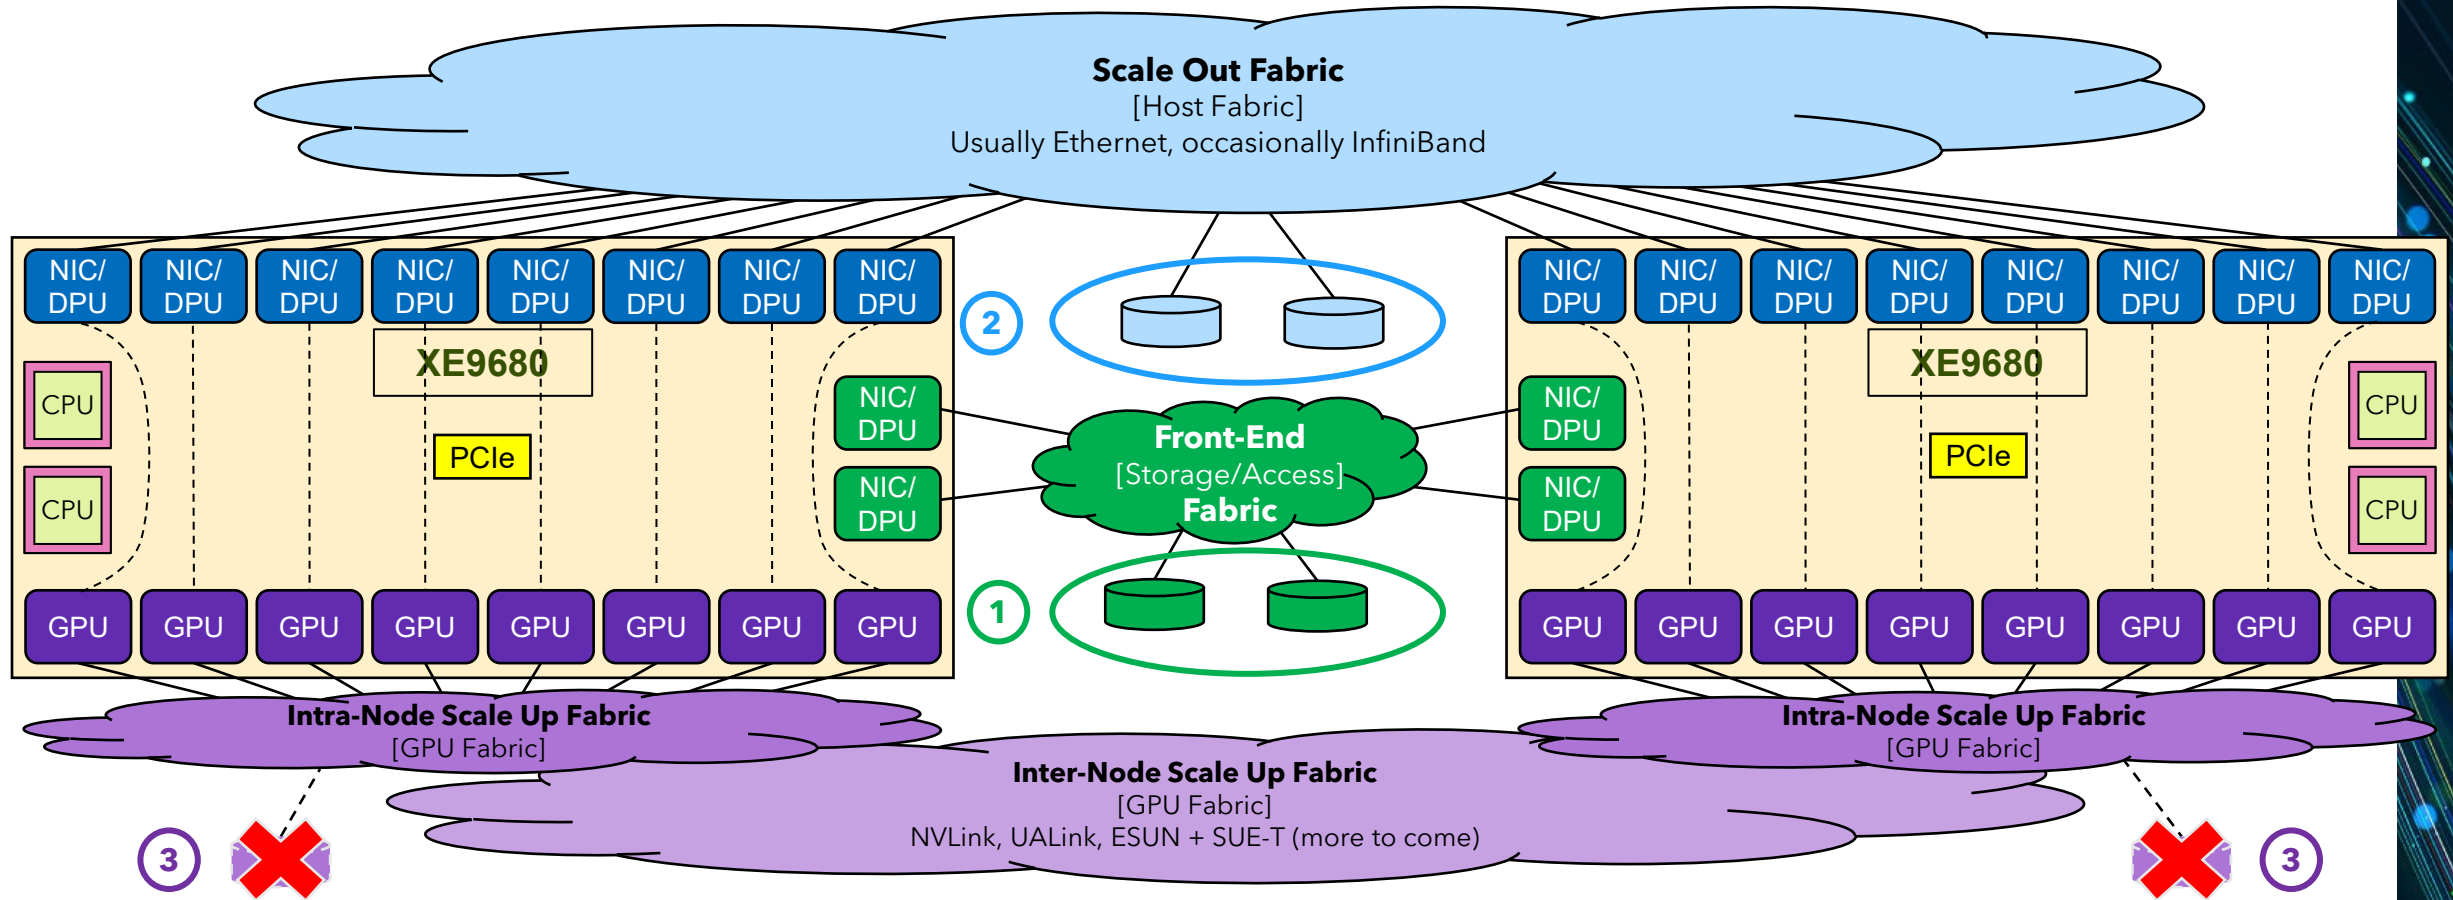 Scale Out Fabric
[Host Fabric]
Usually Ethernet, occasionally InfiniBand
NIC/
DPU
NIC/
DPU
NIC/
DPU
NIC/
DPU
NIC/
DPU
NIC/
DPU
NIC/
DPU
NIC/
DPU
XE9680
CPU
CPU
PCIe
NIC/
DPU
NIC/
DPU
GPU
GPU
GPU
GPU
GPU
GPU
GPU
GPU
2
Front-End
[Storage/Access]
Fabric
1
NIC/
DPU
NIC/
DPU
NIC/
DPU
NIC/
DPU
NIC/
DPU
NIC/
DPU
NIC/
DPU
NIC/
DPU
XE9680
NIC/
DPU
NIC/
DPU
PCIe
CPU
CPU
GPU
GPU
GPU
GPU
GPU
GPU
GPU
GPU
Intra-Node Scale Up Fabric
[GPU Fabric]
Intra-Node Scale Up Fabric
[GPU Fabric]
Inter-Node Scale Up Fabric
[GPU Fabric]
NVLink, UALink, ESUN + SUE-T (more to come)
3
3